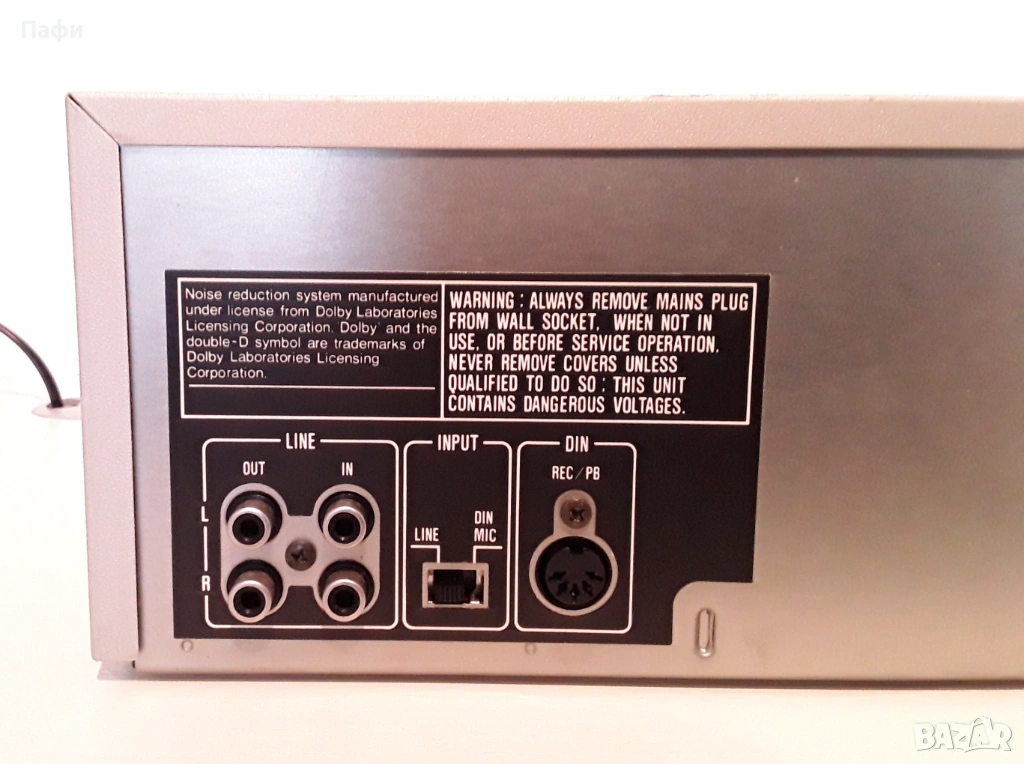 Пафи
Noise reduction system manufactured
under license from Dolby Laboratories
Licensing Corporation. Dolby and the
double-D symbol are trademarks of
Dolby Laboratories Licensing
Corporation.
WARNING : ALWAYS REMOVE MAINS PLUG
FROM WALL SOCKET, WHEN NOT IN
USE, OR BEFORE SERVICE OPERATION.
NEVER REMOVE COVERS UNLESS
QUALIFIED TO DO SO : THIS UNIT
CONTAINS DANGEROUS VOLTAGES.
LINE
OUT IN
L
R
INPUT
LINE
DIN
MIC
DIN
REC/PB
BAZAR